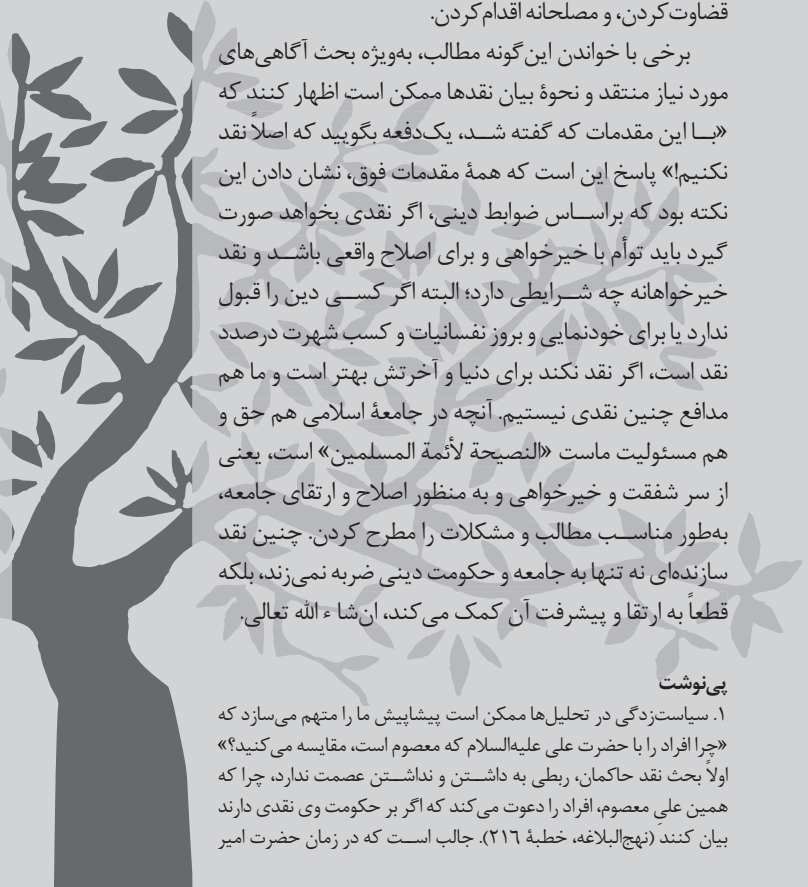 قضاوت‌کردن، و مصلحانه اقدام‌کردن.
برخی با خواندن این‌گونه مطالب، به‌ویژه بحث آگاهی‌های
مورد نیاز منتقد و نحوهٔ بیان نقدها ممکن است اظهار کنند که
«بـا این مقدمات که گفته شـد، یک‌دفعه بگویید که اصلاً نقد
نکنیم!» پاسخ این است که همهٔ مقدمات فوق، نشان دادن این
نکته بود که براسـاس ضوابط دینی، اگر نقدی بخواهد صورت
گیرد باید توأم با خیرخواهی و برای اصلاح واقعی باشـد و نقد
خیرخواهانه چه شـرایطی دارد؛ البته اگر کسـی دین را قبول
ندارد یا برای خودنمایی و بروز نفسانیات و کسب شهرت درصدد
نقد است، اگر نقد نکند برای دنیا و آخرتش بهتر است و ما هم
مدافع چنین نقدی نیستیم. آنچه در جامعهٔ اسلامی هم حق و
هم مسئولیت ماست «النصیحة لأئمة المسلمین» است، یعنی
از سر شفقت و خیرخواهی و به منظور اصلاح و ارتقای جامعه،
به‌طور مناسـب مطالب و مشکلات را مطرح کردن. چنین نقد
سازنده‌ای نه تنها به جامعه و حکومت دینی ضربه نمی‌زند، بلکه
قطعاً به ارتقا و پیشرفت آن کمک می‌کند، ان‌شا ء الله تعالی.
پی‌نوشت
۱. سیاست‌زدگی در تحلیل‌ها ممکن است پیشاپیش ما را متهم می‌سازد که
«چرا افراد را با حضرت علی علیه‌السلام که معصوم است، مقایسه می‌کنید؟»
اولاً بحث نقد حاکمان، ربطی به داشـتن و نداشـتن عصمت ندارد، چرا که
همین علیِ معصوم، افراد را دعوت می‌کند که اگر بر حکومت وی نقدی دارند
بیان کنند (نهج‌البلاغه، خطبهٔ ۲۱۶). جالب اسـت که در زمان حضرت امیر